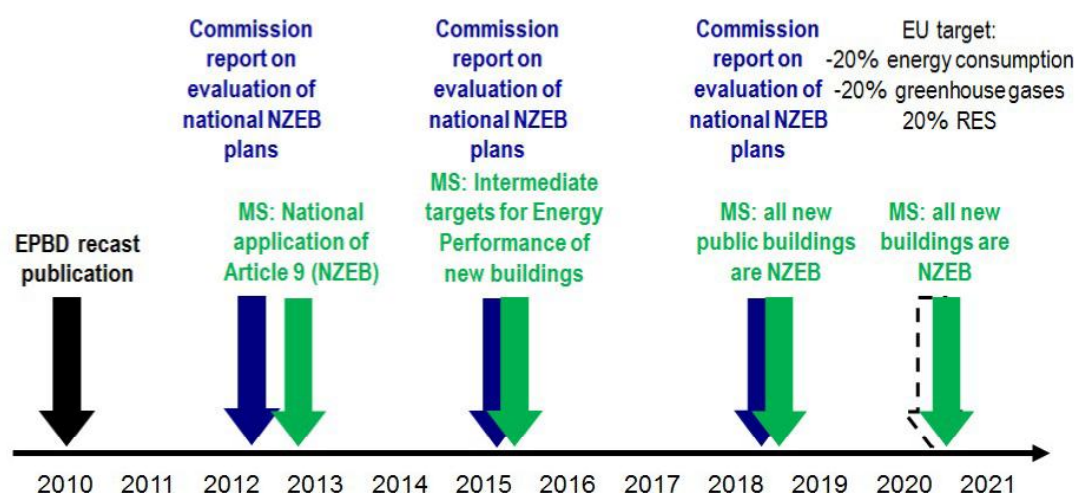 Commission
report on
evaluation of
national NZEB
plans
Commission
report on
evaluation of
national NZEB
plans
Commission
report on
evaluation of
national NZEB
plans
EU target:
-20% energy consumption
-20% greenhouse gases
20% RES
EPBD recast
publication
MS: National
application of
Article 9 (NZEB)
MS: Intermediate
targets for Energy
Performance of
new buildings
MS: all new
public buildings
are NZEB
MS: all new
buildings are
NZEB
2010 2011 2012 2013 2014 2015 2016 2017 2018 2019 2020 2021